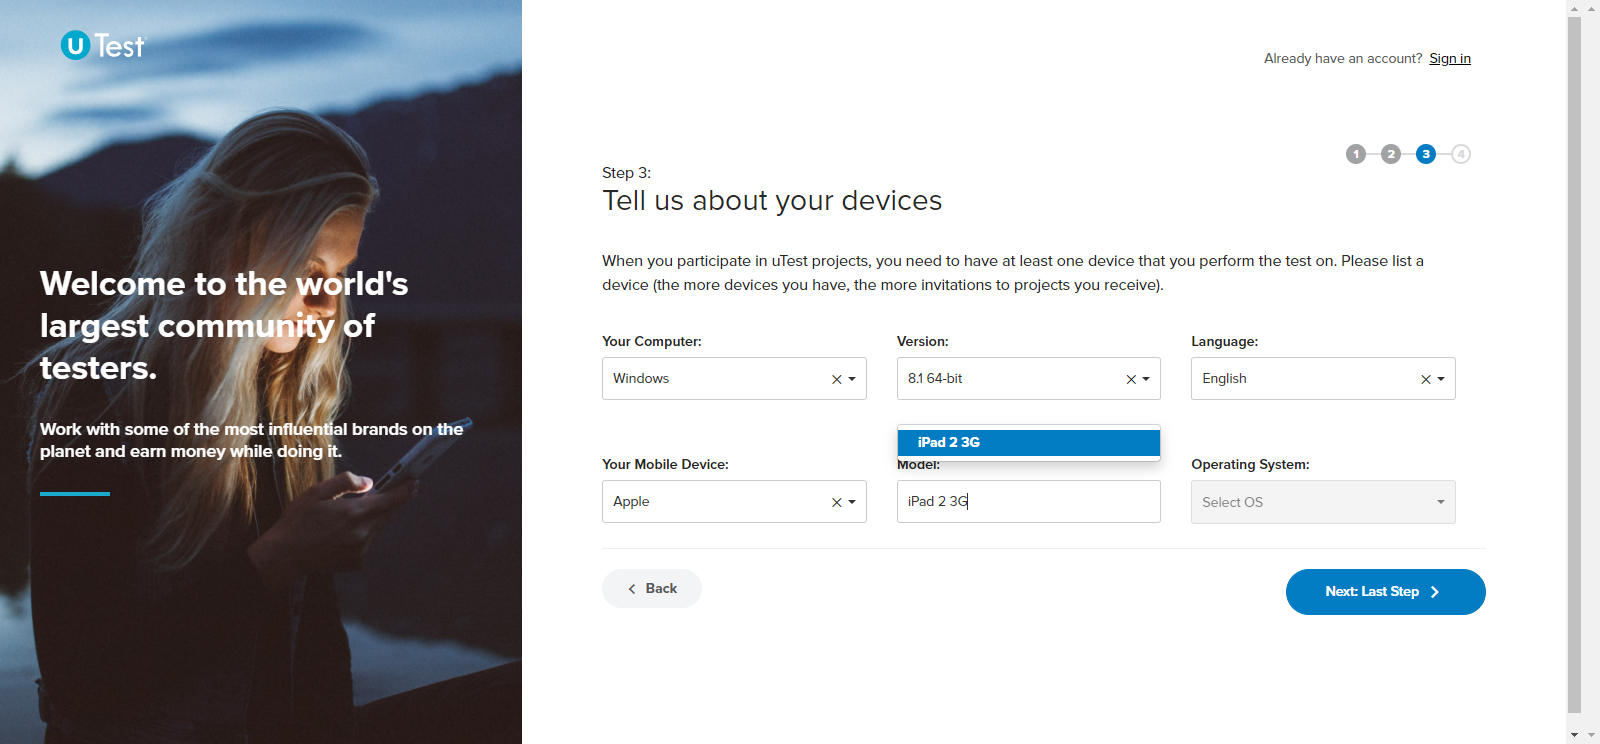 uTest
Already have an account? Sign in
1 2 3 4
Step 3:
Tell us about your devices
Welcome to the world's
largest community of
testers.
Work with some of the most influential brands on the
planet and earn money while doing it.
When you participate in uTest projects, you need to have at least one device that you perform the test on. Please list a
device (the more devices you have, the more invitations to projects you receive).
Your Computer:
Windows
Version:
8.1 64-bit
Language:
English
Your Mobile Device:
Apple
iPad 2 3G
Model:
iPad 2 3G
Operating System:
Select OS
Back
Next: Last Step